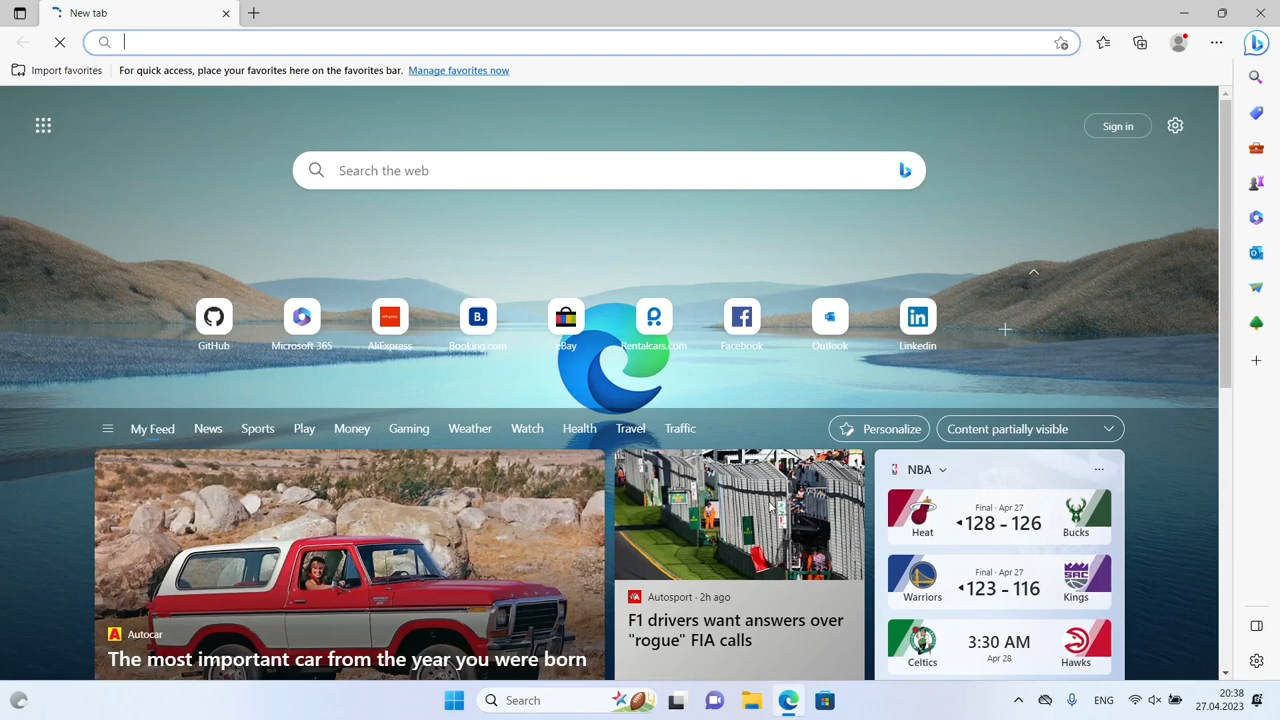 New tab
Import favorites
For quick access, place your favorites here on the favorites bar. Manage favorites now
Sign in
Search the web
GitHub
Microsoft 365
AliExpress
Booking.com
eBay
Rentalcars.com
Facebook
Outlook
Linkedin
My Feed
News
Sports
Play
Money
Gaming
Weather
Watch
Health
Travel
Traffic
Personalize
Content partially visible
Autocar
The most important car from the year you were born
Autosport · 2h ago
F1 drivers want answers over
"rogue" FIA calls
NBA
Final · Apr 27
Heat 128 - 126 Bucks
Final · Apr 27
Warriors 123 - 116 Kings
3:30 AM
Celtics Apr 28 Hawks
Search
ENG
20:38
27.04.2023